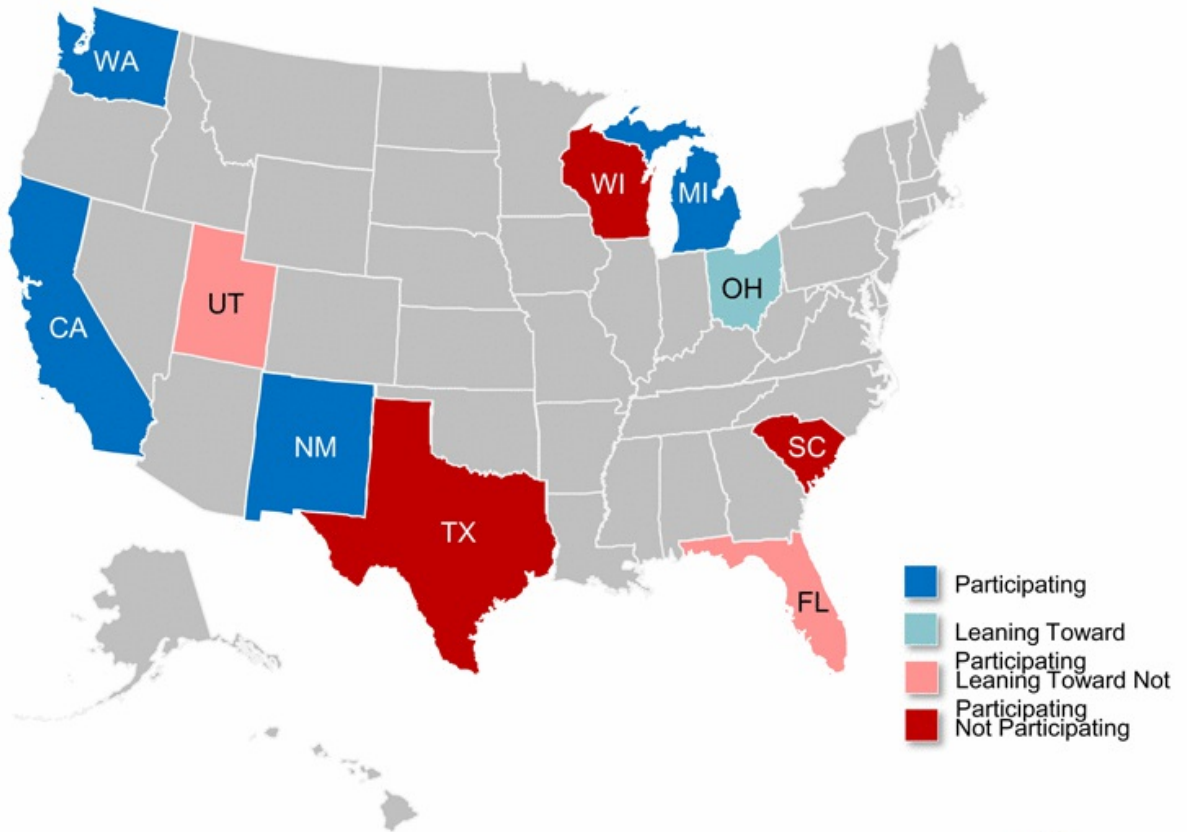 WA
MI
WI
OH
UT
CA
NM
SC
TX
FL
Participating
Leaning Toward
Participating
Leaning Toward Not
Participating
Not Participating